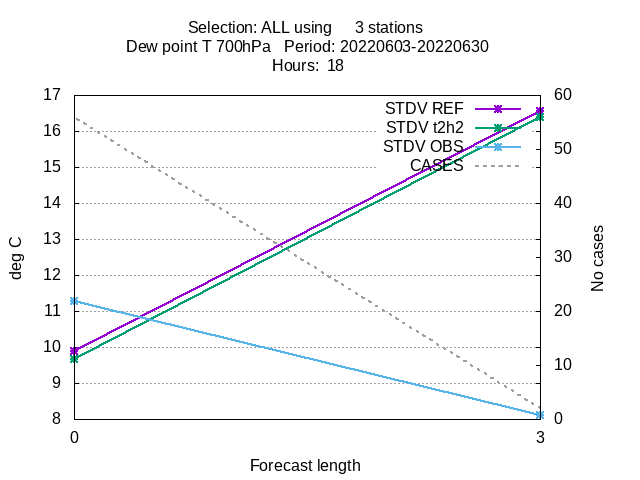 Selection: ALL using 3 stations
Dew point T 700hPa Period: 20220603-20220630
Hours: 18
17
16
15
14
13
12
11
10
9
8
60
50
40
30
20
10
0
STDV REF
STDV t2h2
STDV OBS
CASES
deg C
No cases
0
3
Forecast length